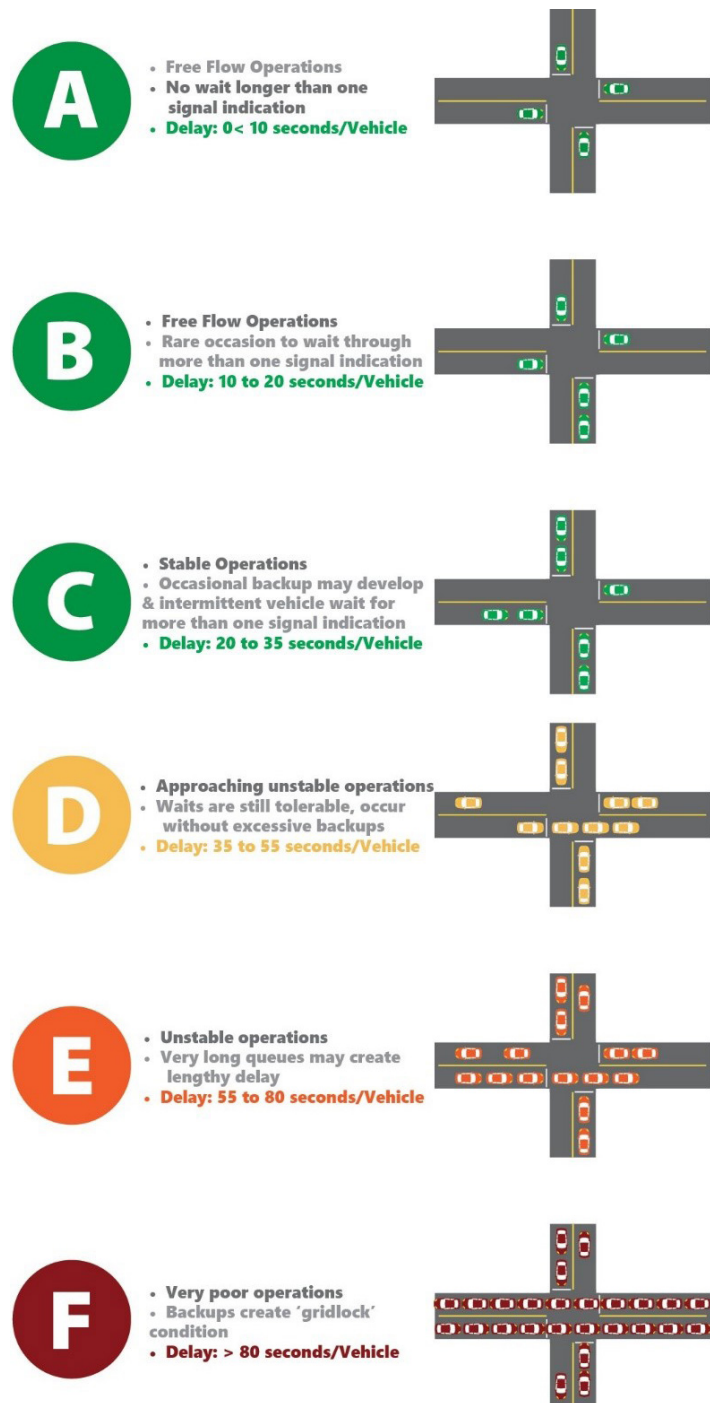 A
• Free Flow Operations
• No wait longer than one
signal indication
• Delay: 0< 10 seconds/Vehicle
B
• Free Flow Operations
• Rare occasion to wait through
more than one signal indication
• Delay: 10 to 20 seconds/Vehicle
C
• Stable Operations
• Occasional backup may develop
& intermittent vehicle wait for
more than one signal indication
• Delay: 20 to 35 seconds/Vehicle
D
• Approaching unstable operations
• Waits are still tolerable, occur
without excessive backups
• Delay: 35 to 55 seconds/Vehicle
E
• Unstable operations
• Very long queues may create
lengthy delay
• Delay: 55 to 80 seconds/Vehicle
F
• Very poor operations
• Backups create ‘gridlock’
condition
• Delay: > 80 seconds/Vehicle